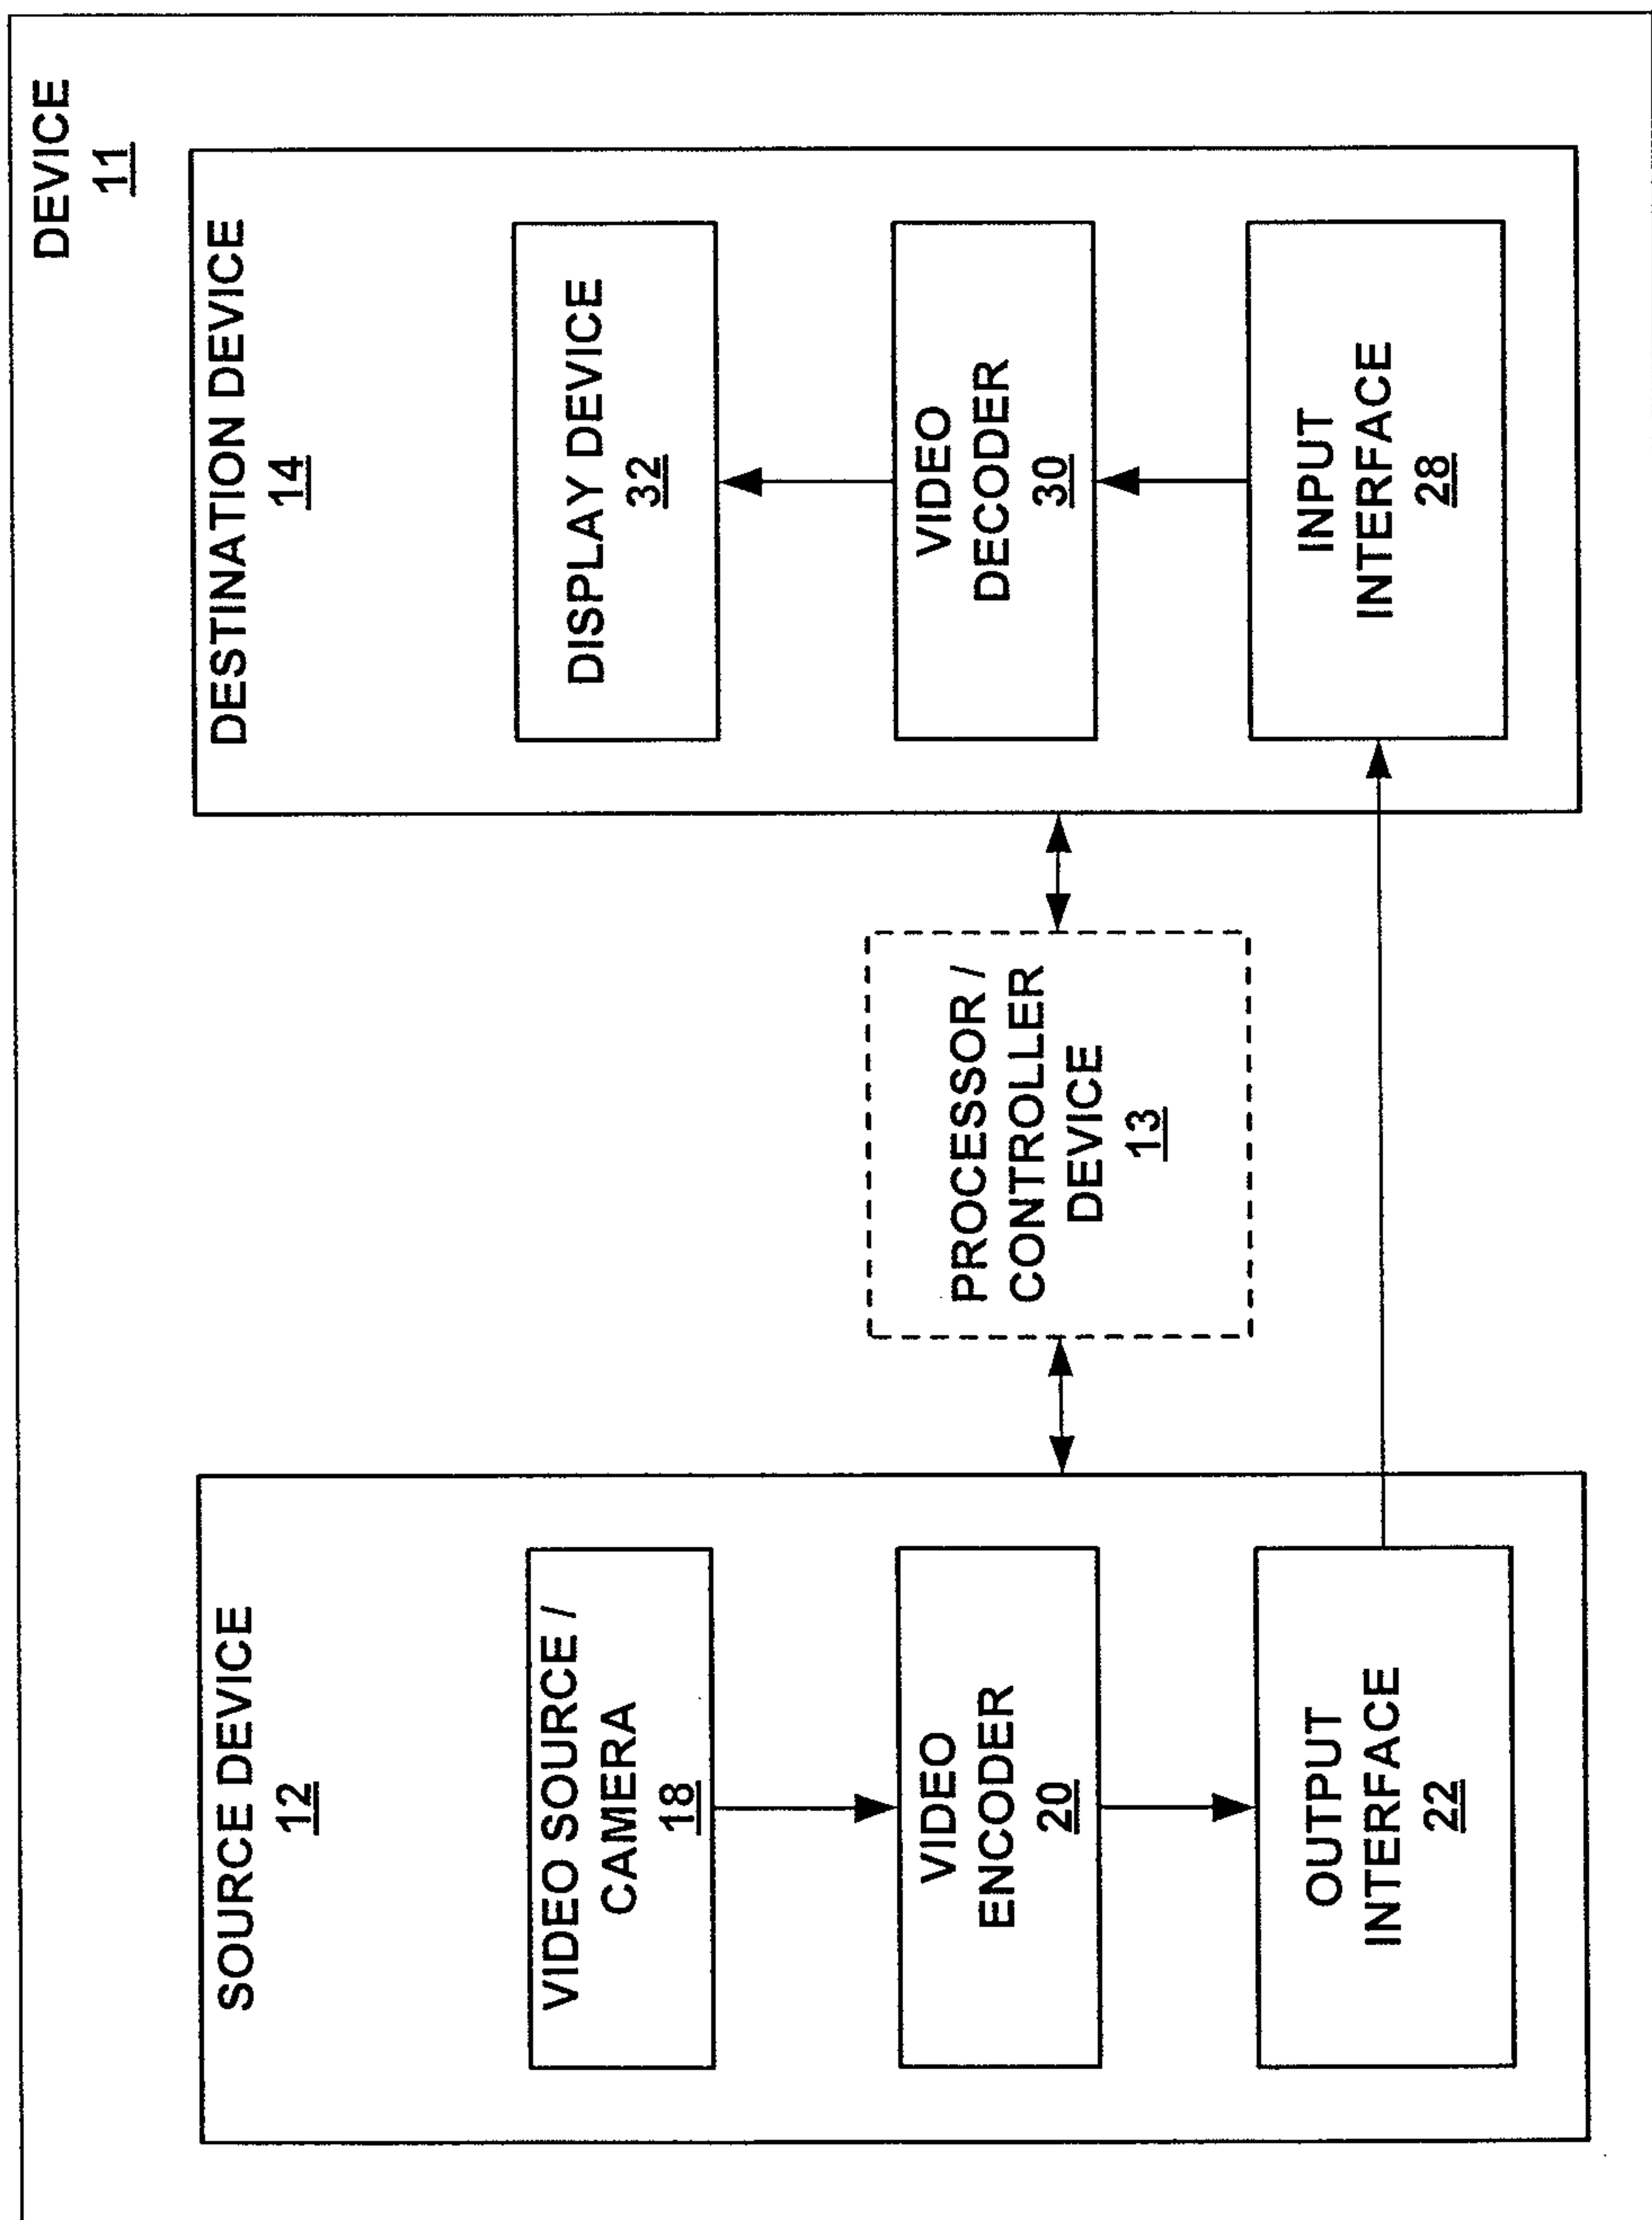 DEVICE
11
SOURCE DEVICE
12
VIDEO SOURCE /
CAMERA
18
VIDEO
ENCODER
20
OUTPUT
INTERFACE
22
PROCESSOR /
CONTROLLER
DEVICE
13
DESTINATION DEVICE
14
DISPLAY DEVICE
32
VIDEO
DECODER
30
INPUT
INTERFACE
28